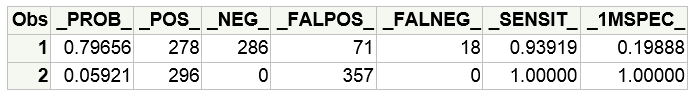 Obs _PROB_ _POS_ _NEG_ _FALPOS_ _FALNEG_ _SENSIT_ _1MSPEC_
1 0.79656 278 286 71 18 0.93919 0.19888
2 0.05921 296 0 357 0 1.00000 1.00000